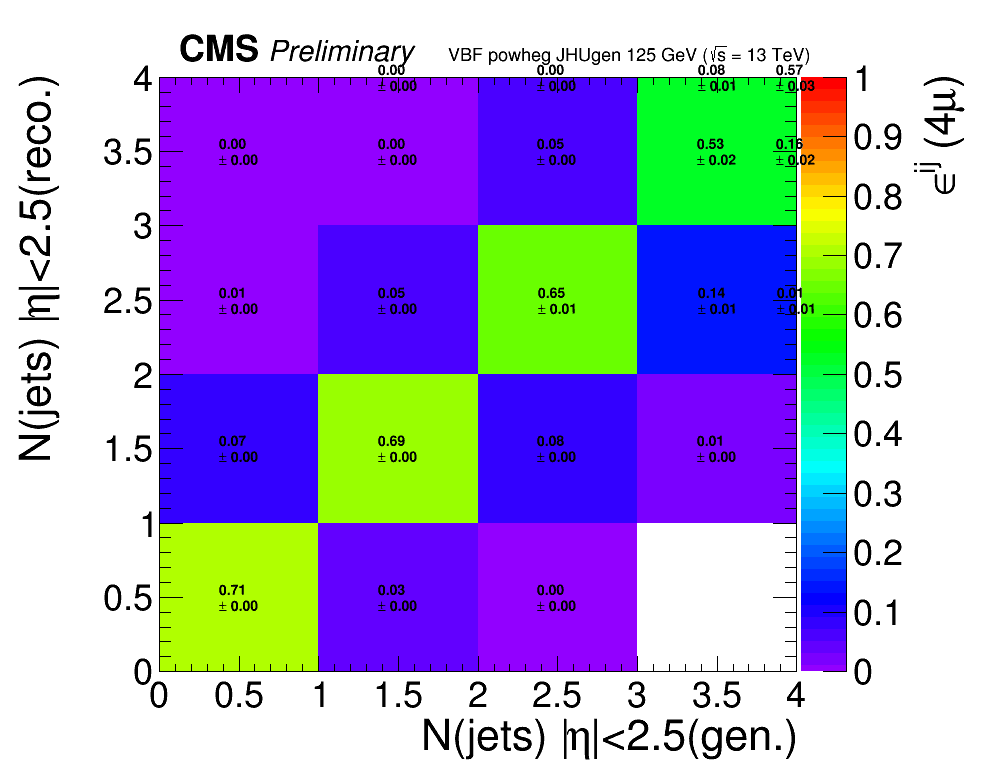 CMS Preliminary VBF powheg JHUgen 125 GeV (√s = 13 TeV)
N(jets) |η|<2.5(reco.)
ϵ^ij (4μ)
4 0.00 0.00 0.08 0.57 1
± 0.00 ± 0.00 ± 0.01 ± 0.03
0.9
3.5 0.00 0.00 0.05 0.53 0.16
± 0.00 ± 0.00 ± 0.00 ± 0.02 ± 0.02
0.8
3
0.7
2.5 0.01 0.05 0.65 0.14 0.01
± 0.00 ± 0.00 ± 0.01 ± 0.01 ± 0.01
0.6
2 0.5
0.4
1.5 0.07 0.69 0.08 0.01
± 0.00 ± 0.00 ± 0.00 ± 0.00
0.3
1
0.2
0.5 0.71 0.03 0.00
± 0.00 ± 0.00 ± 0.00
0.1
0 0
0 0.5 1 1.5 2 2.5 3 3.5 4
N(jets) |η|<2.5(gen.)